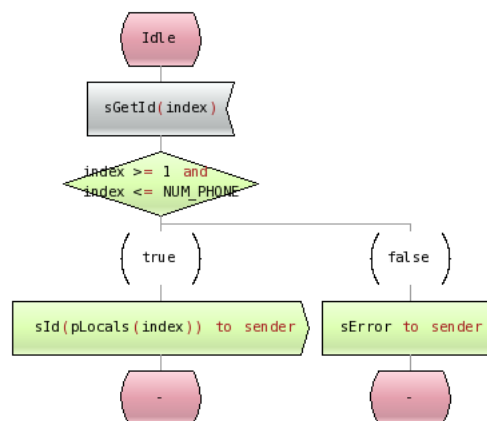 Idle
sGetId(index)
index >= 1 and
index <= NUM_PHONE
true
false
sId(pLocals(index)) to sender
sError to sender
-
-